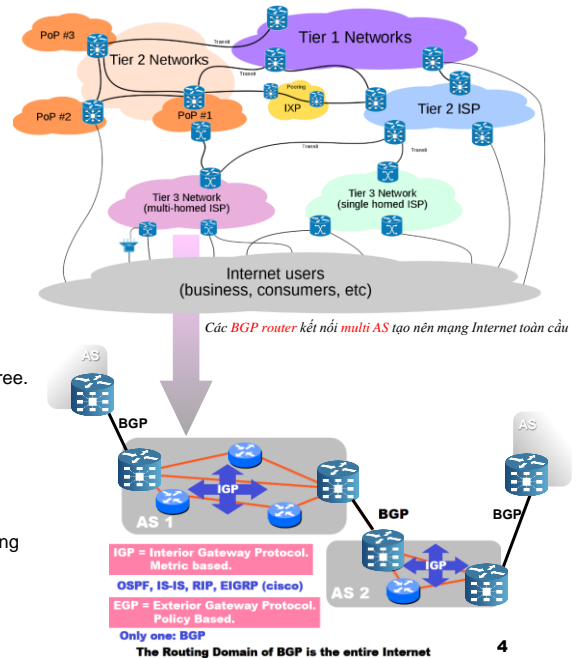 PoP #3
Tier 2 Networks
Transit
Tier 1 Networks
Transit
Peering
IXP
PoP #2
PoP #1
Tier 2 ISP
Transit
Transit
Tier 3 Network
(multi-homed ISP)
Tier 3 Network
(single homed ISP)
Internet users
(business, consumers, etc)
Các BGP router kết nối multi AS tạo nên mạng Internet toàn cầu
ree.
AS
BGP
IGP
AS 1
AS
BGP
BGP
IGP
AS 2
ng
IGP = Interior Gateway Protocol.
Metric based.
OSPF, IS-IS, RIP, EIGRP (cisco)
EGP = Exterior Gateway Protocol.
Policy Based.
Only one: BGP
The Routing Domain of BGP is the entire Internet
4